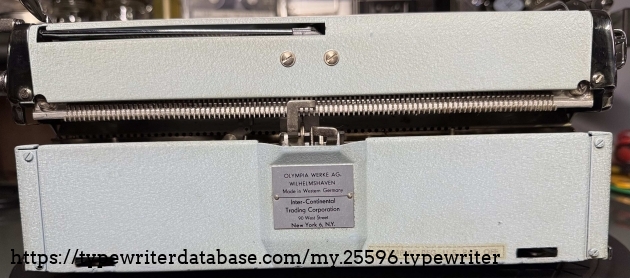 OLYMPIA WERKE AG.
WILHELMSHAVEN
Made in Western Germany
Inter-Continental
Trading Corporation
90 West Street
New York 6, N.Y.
https://typewriterdatabase.com/my.25596.typewriter